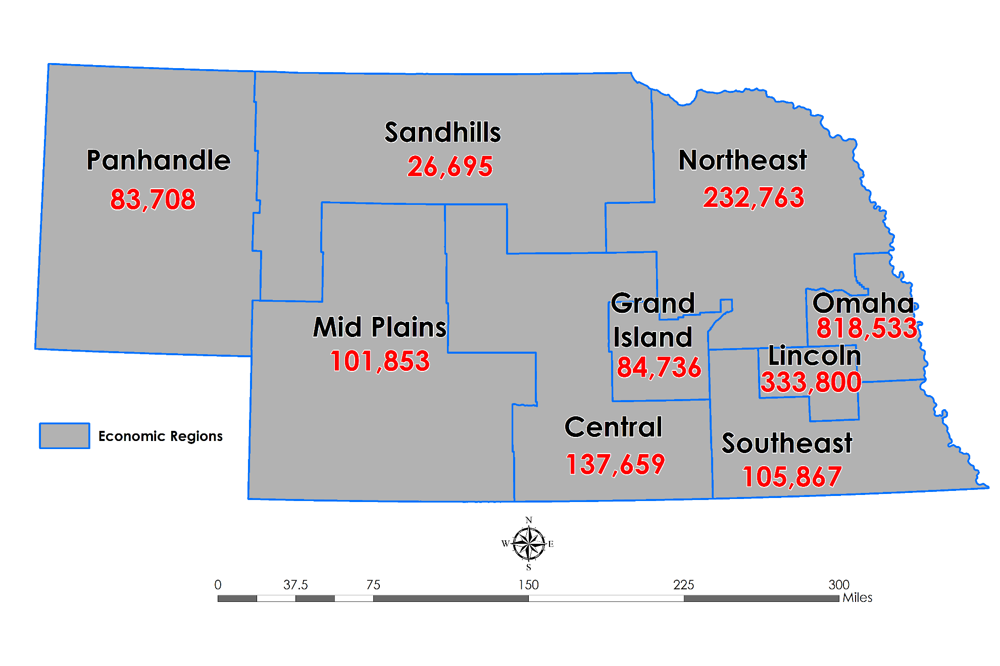 Sandhills
26,695
Panhandle
83,708
Northeast
232,763
Grand
Island
84,736
Omaha
818,533
Mid Plains
101,853
Lincoln
333,800
Central
137,659
Southeast
105,867
Economic Regions
N
W
E
S
0
37.5
75
150
225
300
Miles